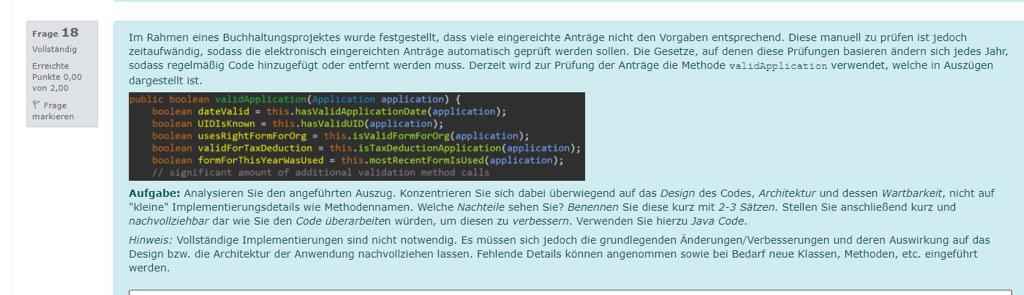 Frage 18
Vollständig
Erreichte
Punkte 0,00
von 2,00
Frage
markieren
Im Rahmen eines Buchhaltungsprojektes wurde festgestellt, dass viele eingereichte Anträge nicht den Vorgaben entsprechend. Diese manuell zu prüfen ist jedoch
zeitaufwändig, sodass die elektronisch eingereichten Anträge automatisch geprüft werden sollen. Die Gesetze, auf denen diese Prüfungen basieren ändern sich jedes Jahr,
sodass regelmäßig Code hinzugefügt oder entfernt werden muss. Derzeit wird zur Prüfung der Anträge die Methode validApplication verwendet, welche in Auszügen
dargestellt ist.
public boolean validApplication(Application application) {
boolean dateValid = this.hasValidApplicationDate(application);
boolean UIDIsKnown = this.hasValidUID(application);
boolean usesRightFormForOrg = this.isValidFormForOrg(application);
boolean validForTaxDeduction = this.isTaxDeductionApplication(application);
boolean formForThisYearWasUsed = this.mostRecentFormIsUsed(application);
// significant amount of additional validation method calls
Aufgabe: Analysieren Sie den angeführten Auszug. Konzentrieren Sie sich dabei überwiegend auf das Design des Codes, Architektur und dessen Wartbarkeit, nicht auf
"kleine" Implementierungsdetails wie Methodennamen. Welche Nachteile sehen Sie? Benennen Sie diese kurz mit 2-3 Sätzen. Stellen Sie anschließend kurz und
nachvollziehbar dar wie Sie den Code überarbeiten würden, um diesen zu verbessern. Verwenden Sie hierzu Java Code.
Hinweis: Vollständige Implementierungen sind nicht notwendig. Es müssen sich jedoch die grundlegenden Änderungen/Verbesserungen und deren Auswirkung auf das
Design bzw. die Architektur der Anwendung nachvollziehen lassen. Fehlende Details können angenommen sowie bei Bedarf neue Klassen, Methoden, etc. eingeführt
werden.